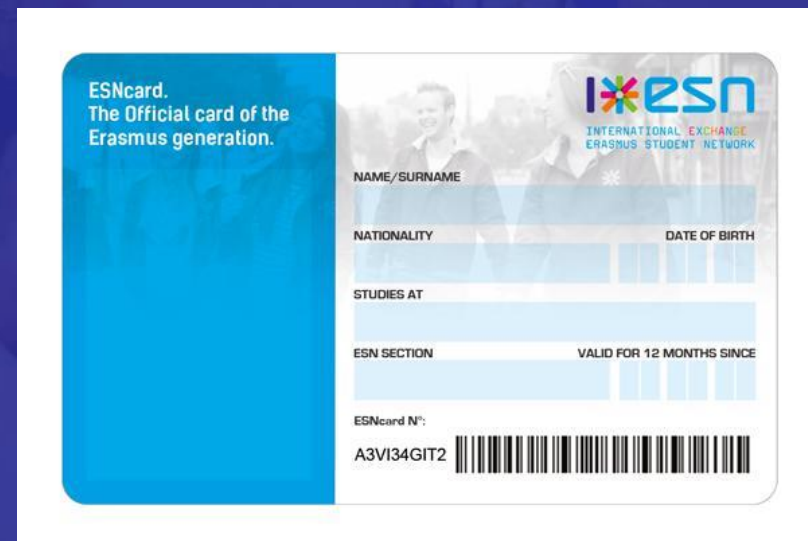 ESNcard.
The Official card of the
Erasmus generation.
esn
INTERNATIONAL EXCHANGE
ERASMUS STUDENT NETWORK
NAME/SURNAME
NATIONALITY DATE OF BIRTH
STUDIES AT
ESN SECTION VALID FOR 12 MONTHS SINCE
ESNcard N°:
A3VI34GIT2